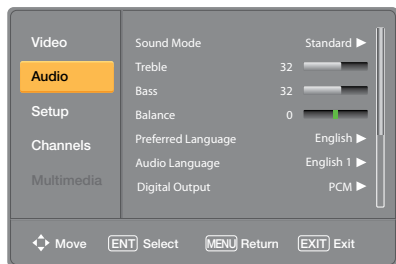 Video
Audio
Setup
Channels
Multimedia
Sound Mode Standard
Treble 32
Bass 32
Balance 0
Preferred Language English
Audio Language English 1
Digital Output PCM
Move ENT Select MENU Return EXIT Exit